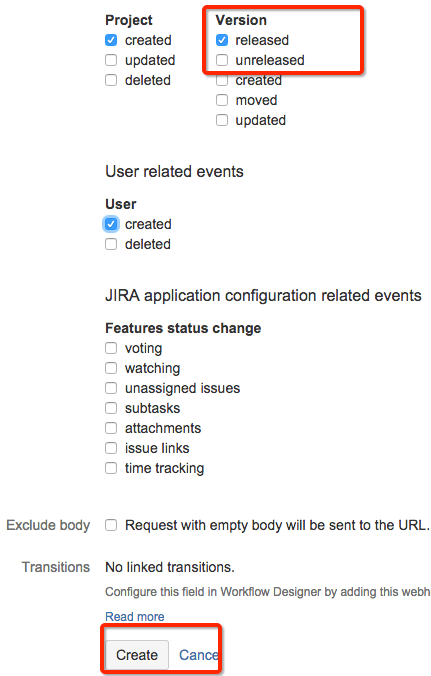 Project Version
created released
updated unreleased
deleted created
moved
updated
User related events
User
created
deleted
JIRA application configuration related events
Features status change
voting
watching
unassigned issues
subtasks
attachments
issue links
time tracking
Exclude body Request with empty body will be sent to the URL.
Transitions No linked transitions.
Configure this field in Workflow Designer by adding this webh
Read more
Create Cance